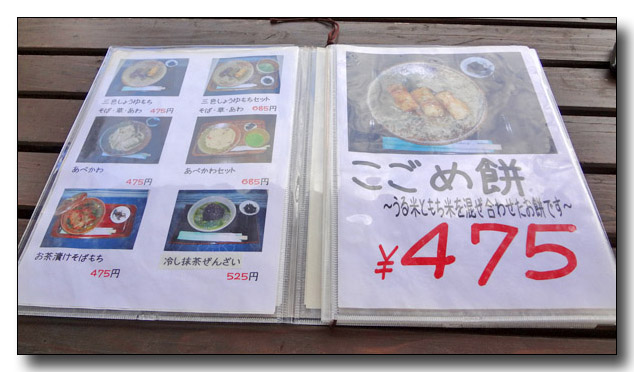 三色しょうゆもち
そば・草・あわ 475円
三色しょうゆもちセット
そば・草・あわ 685円
あべかわ
475円
あべかわセット
685円
お茶漬けそばもち
475円
冷し抹茶ぜんざい
525円
こごめ餅
～うる米ともち米を混ぜ合わせたお餅です～
¥475